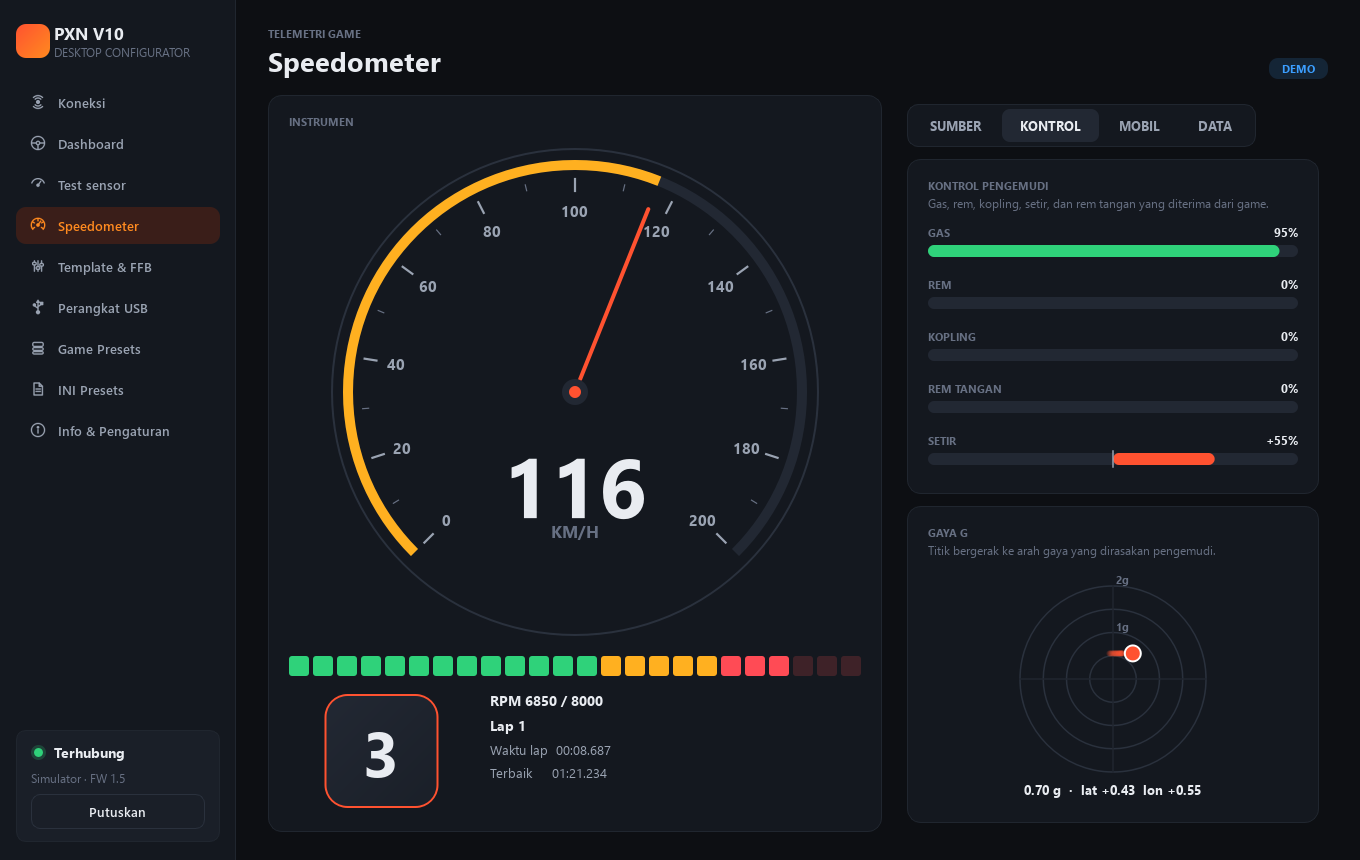 PXN V10
DESKTOP CONFIGURATOR
Koneksi
Dashboard
Test sensor
Speedometer
Template & FFB
Perangkat USB
Game Presets
INI Presets
Info & Pengaturan
Terhubung
Simulator · FW 1.5
Putuskan
TELEMETRI GAME
Speedometer
DEMO
INSTRUMEN
0
20
40
60
80
100
120
140
160
180
200
116
KM/H
3
RPM 6850 / 8000
Lap 1
Waktu lap 00:08.687
Terbaik 01:21.234
SUMBER KONTROL MOBIL DATA
KONTROL PENGEMUDI
Gas, rem, kopling, setir, dan rem tangan yang diterima dari game.
GAS 95%
REM 0%
KOPLING 0%
REM TANGAN 0%
SETIR +55%
GAYA G
Titik bergerak ke arah gaya yang dirasakan pengemudi.
2g
1g
0.70 g · lat +0.43 lon +0.55